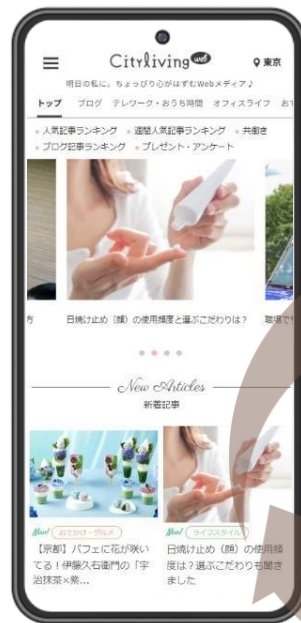 Cityliving web
東京
明日の私に。ちょっぴり心がはずむWebメディア♪
トップ ブログ テレワーク・おうち時間 オフィスライフ おで
人気記事ランキング 週間人気記事ランキング 共働き
ブログ記事ランキング プレゼント・アンケート
方 日焼け止め（顔）の使用頻度と選ぶこだわりは？ 職場で
New Articles
新着記事
New! おでかけ・グルメ New! ライフスタイル
【京都】パフェに花が咲い
てる！伊藤久右衛門の「宇
治抹茶×紫...
日焼け止め（顔）の使用頻
度は？選ぶこだわりも聞き
ました